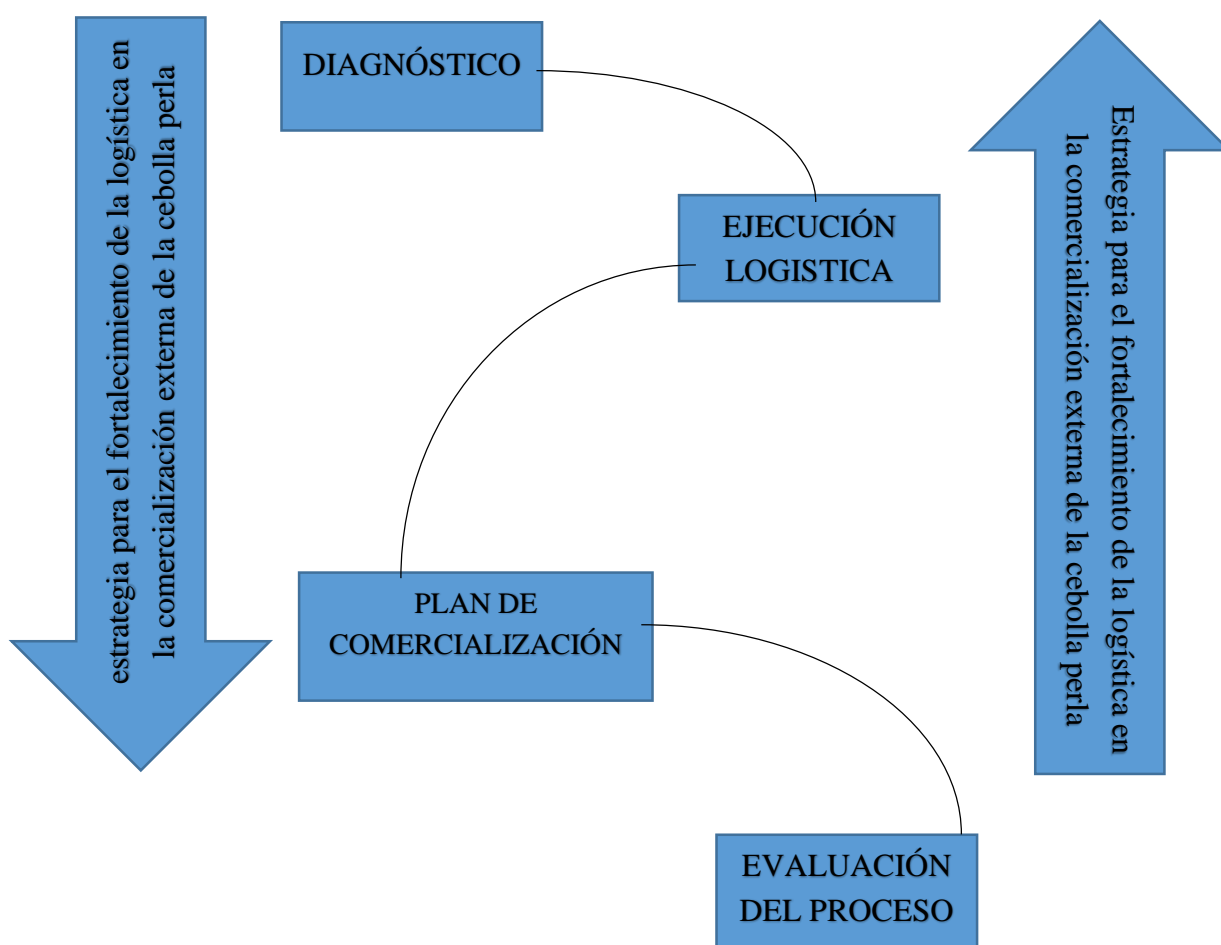 estrategia para el fortalecimiento de la logística en
la comercialización externa de la cebolla perla
DIAGNÓSTICO
EJECUCIÓN
LOGISTICA
PLAN DE
COMERCIALIZACIÓN
EVALUACIÓN
DEL PROCESO
Estrategia para el fortalecimiento de la logística en
la comercialización externa de la cebolla perla